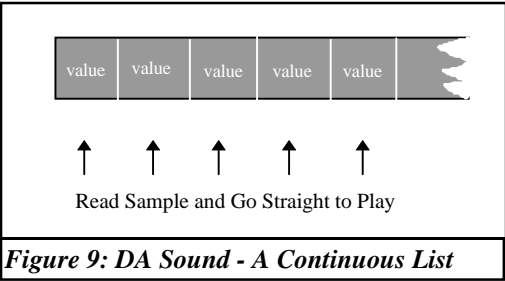 value value value value value
Read Sample and Go Straight to Play
Figure 9: DA Sound - A Continuous List